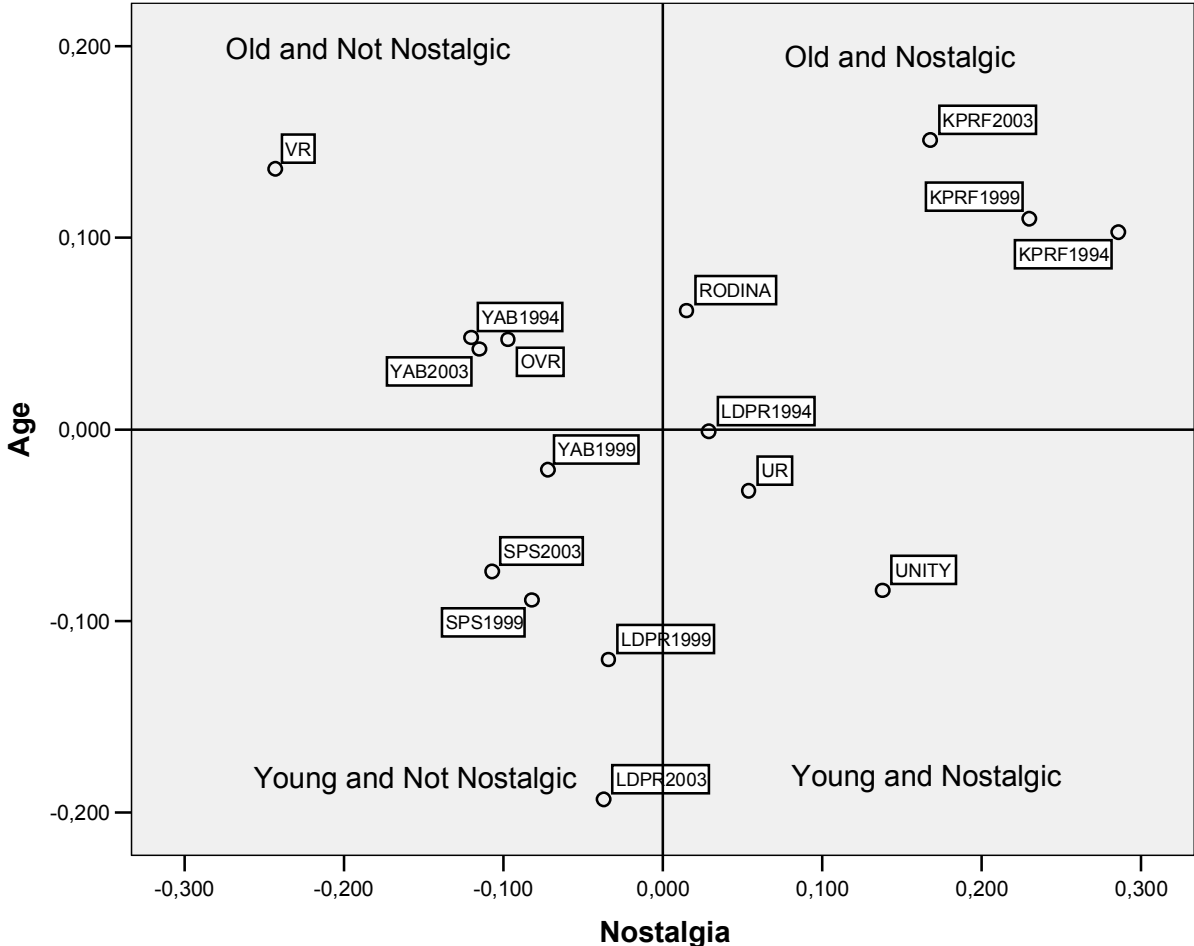 0,200
Old and Not Nostalgic
Old and Nostalgic
KPRF2003
VR
KPRF1999
0,100
KPRF1994
RODINA
YAB1994
OVR
YAB2003
LDPR1994
Age
0,000
YAB1999
UR
SPS2003
UNITY
SPS1999
-0,100
LDPR1999
Young and Not Nostalgic
LDPR2003
Young and Nostalgic
-0,200
-0,300
-0,200
-0,100
0,000
0,100
0,200
0,300
Nostalgia